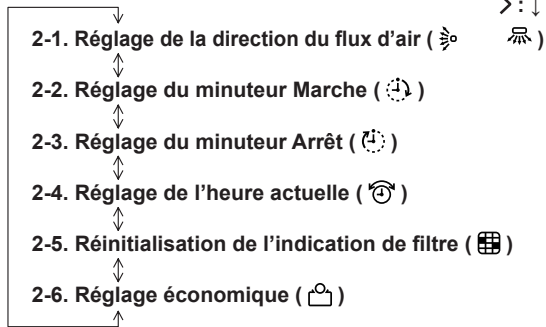 > : ↓
2-1. Réglage de la direction du flux d’air ( )
2-2. Réglage du minuteur Marche ( )
2-3. Réglage du minuteur Arrêt ( )
2-4. Réglage de l’heure actuelle ( )
2-5. Réinitialisation de l’indication de filtre ( )
2-6. Réglage économique ( )